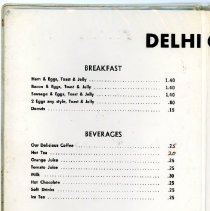 DELHI
BREAKFAST
Ham & Eggs, Toast & Jelly 1.40
Bacon & Eggs, Toast & Jelly 1.40
Sausage & Eggs, Toast & Jelly 1.40
2 Eggs any style, Toast & Jelly .80
Donuts .15
BEVERAGES
Our Delicious Coffee .25
Hot Tea .20
Orange Juice .25
Tomato Juice .25
Milk .30
Hot Chocolate .25
Soft Drinks .25
Ice Tea .25